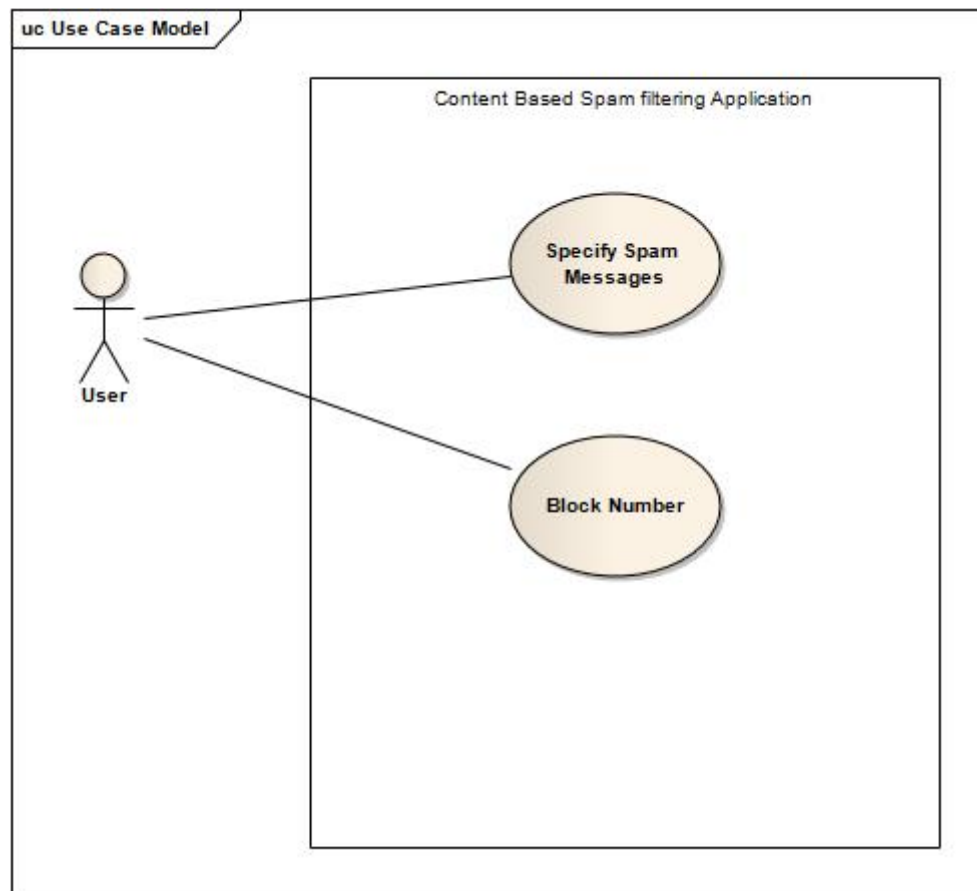 uc Use Case Model
Content Based Spam filtering Application
Specify Spam
Messages
User
Block Number